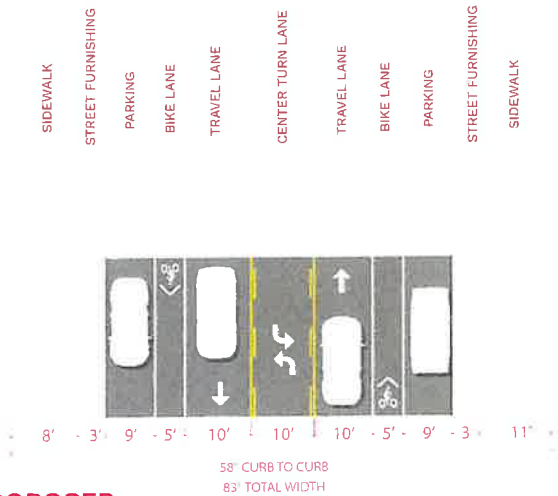 SIDEWALK
STREET FURNISHING
PARKING
BIKE LANE
TRAVEL LANE
CENTER TURN LANE
TRAVEL LANE
BIKE LANE
PARKING
STREET FURNISHING
SIDEWALK
8' - 3' 9' - 5' - 10' 10' 10' - 5' - 9' - 3 11"
58' CURB TO CURB
83' TOTAL WIDTH